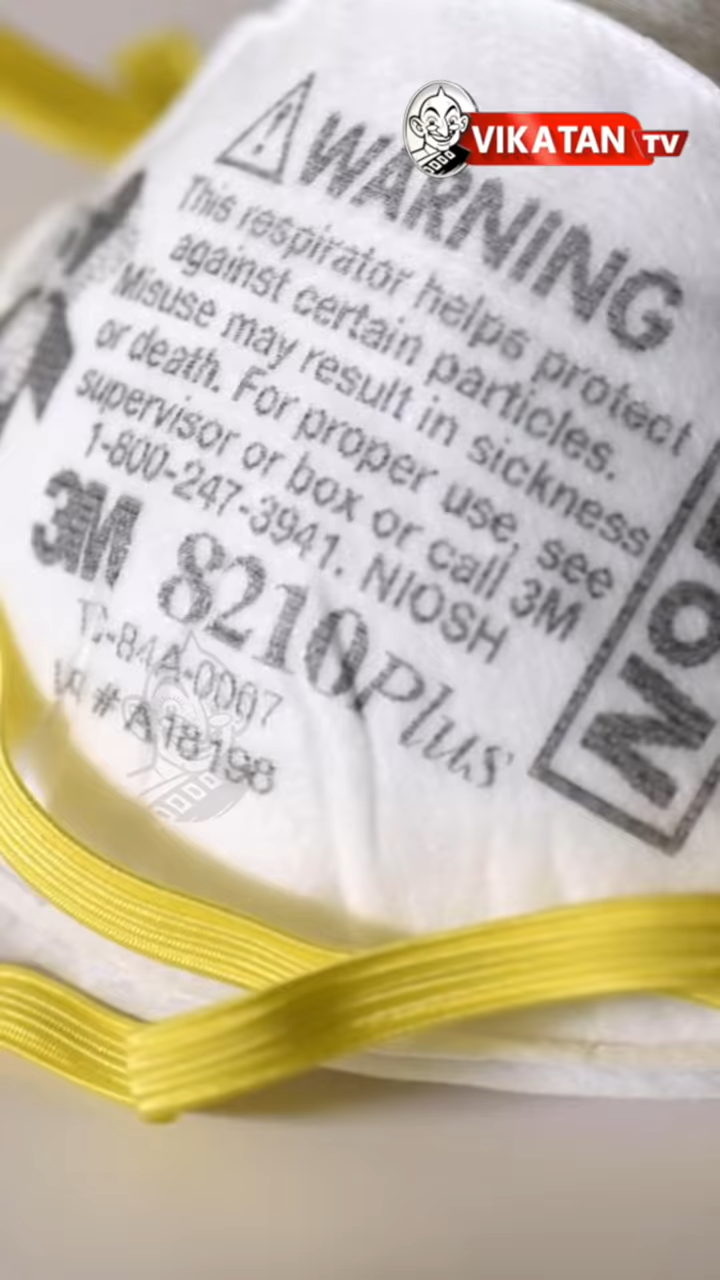 VIKATAN TV
WARNING
This respirator helps protect
against certain particles.
Misuse may result in sickness
or death. For proper use, see
supervisor or box or call 3M
1-800-247-3941. NIOSH
3M 8210Plus
TC-84A-0007
# A18198